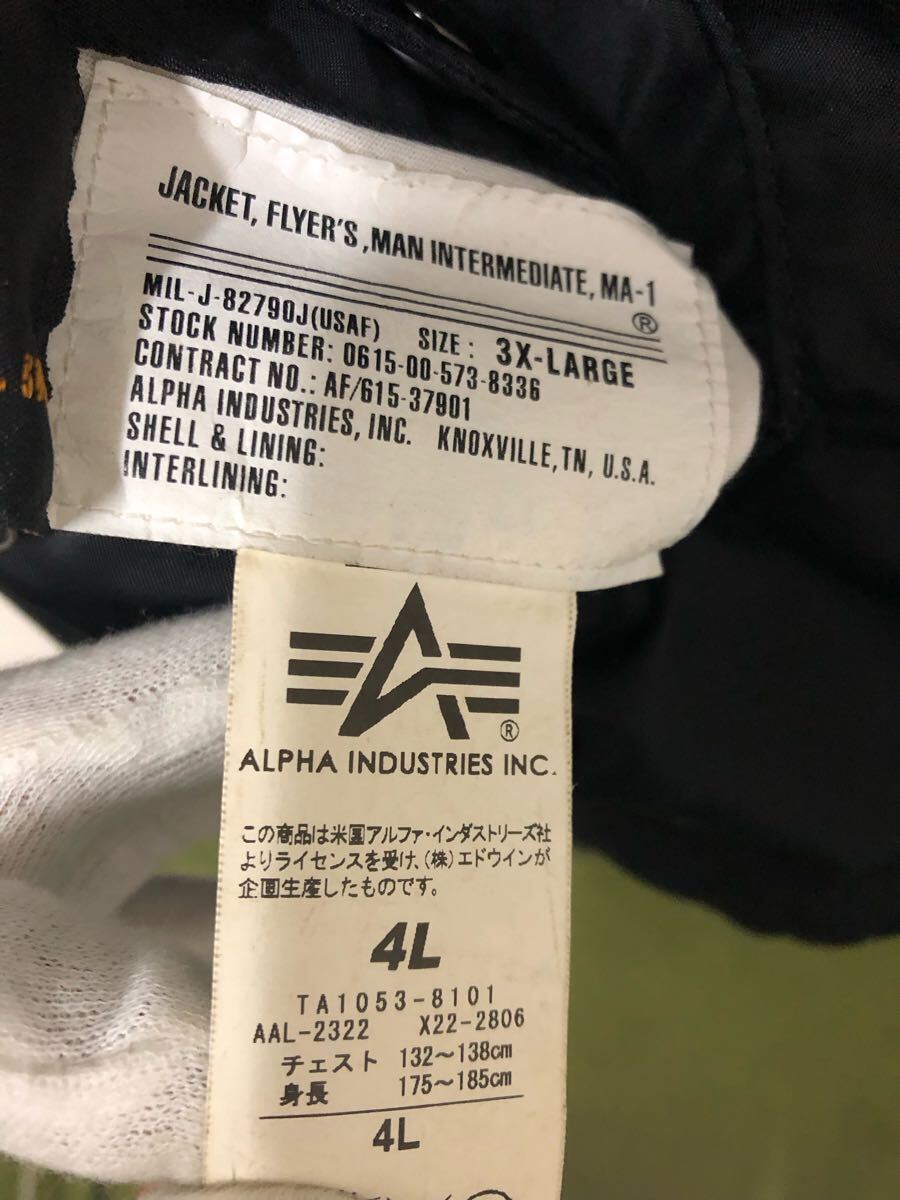 JACKET, FLYER'S ,MAN INTERMEDIATE, MA-1
®
MIL-J-82790J(USAF) SIZE: 3X-LARGE
STOCK NUMBER: 0615-00-573-8336
CONTRACT NO.: AF/615-37901
ALPHA INDUSTRIES, INC. KNOXVILLE, TN, U.S.A.
SHELL & LINING:
INTERLINING:
®
ALPHA INDUSTRIES INC.
この商品は米国アルファ・インダストリーズ社
よりライセンスを受け、(株)エドウインが
企画生産したものです。
4L
TA1053-8101
AAL-2322 X22-2806
チェスト 132~138cm
身長 175~185cm
4L